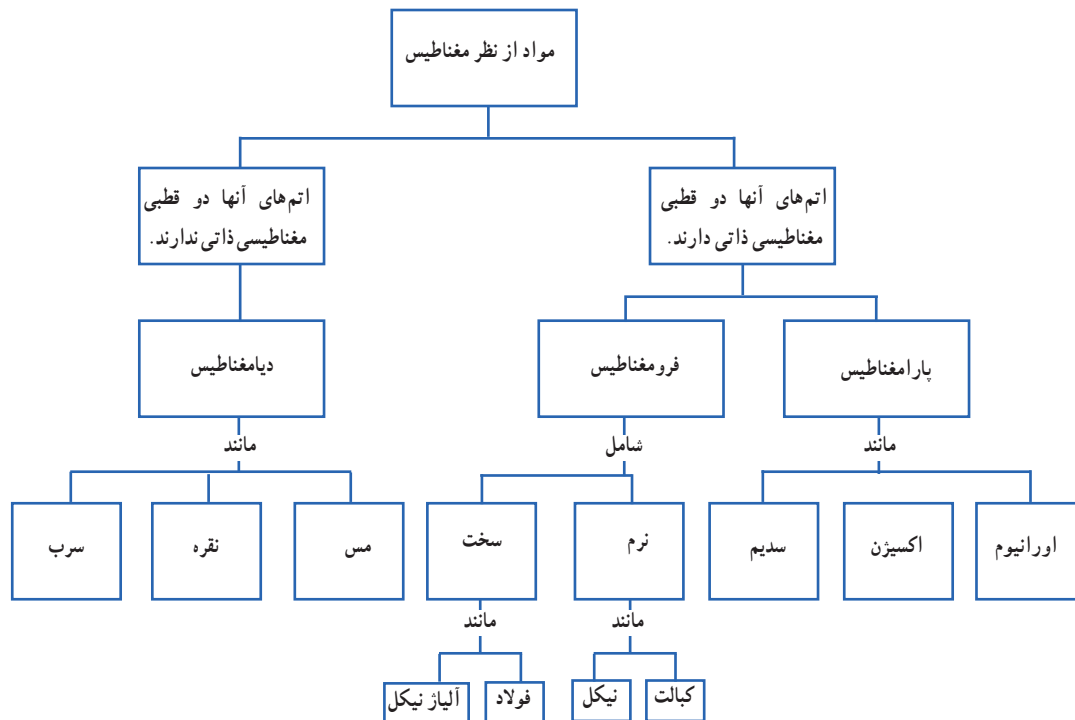 مواد از نظر مغناطیس
اتم‌های آنها دو قطبی
مغناطیسی ذاتی دارند.
اتم‌های آنها دو قطبی
مغناطیسی ذاتی ندارند.
پارامغناطیس
فرومغناطیس
دیامغناطیس
مانند
شامل
مانند
اورانیوم
اکسیژن
سدیم
نرم
سخت
مس
نقره
سرب
مانند
مانند
کبالت
نیکل
فولاد
آلیاژ نیکل